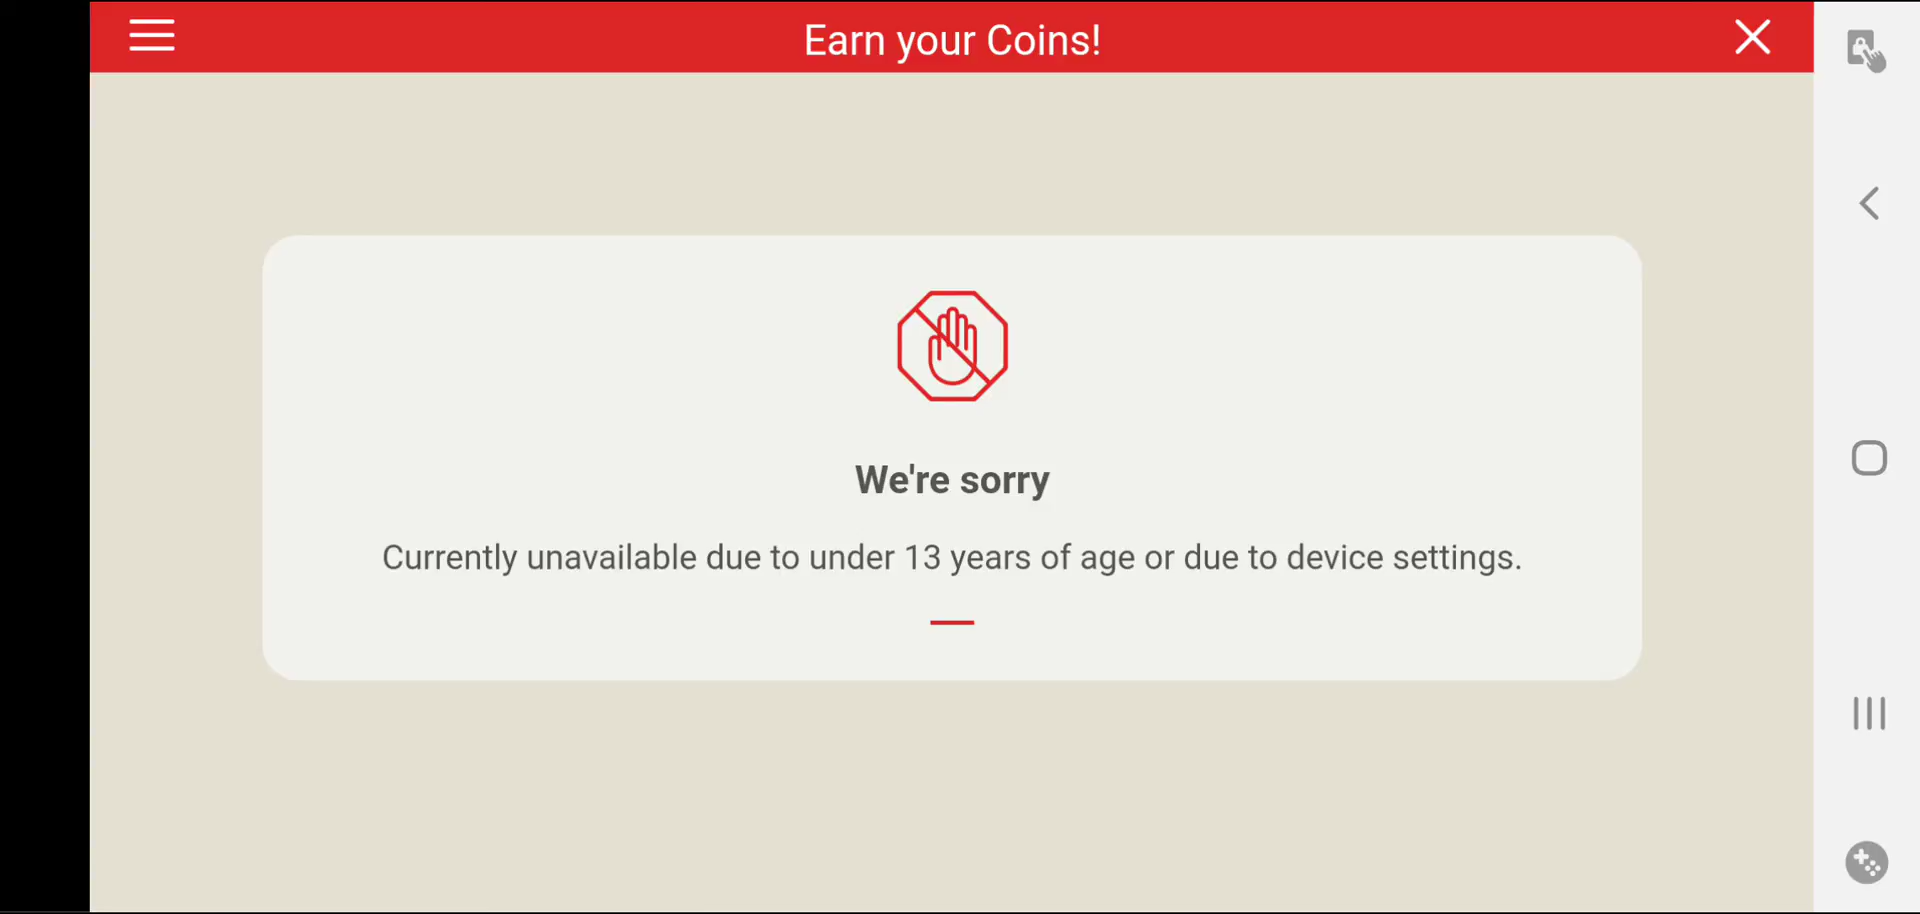 Earn your Coins!
We're sorry
Currently unavailable due to under 13 years of age or due to device settings.